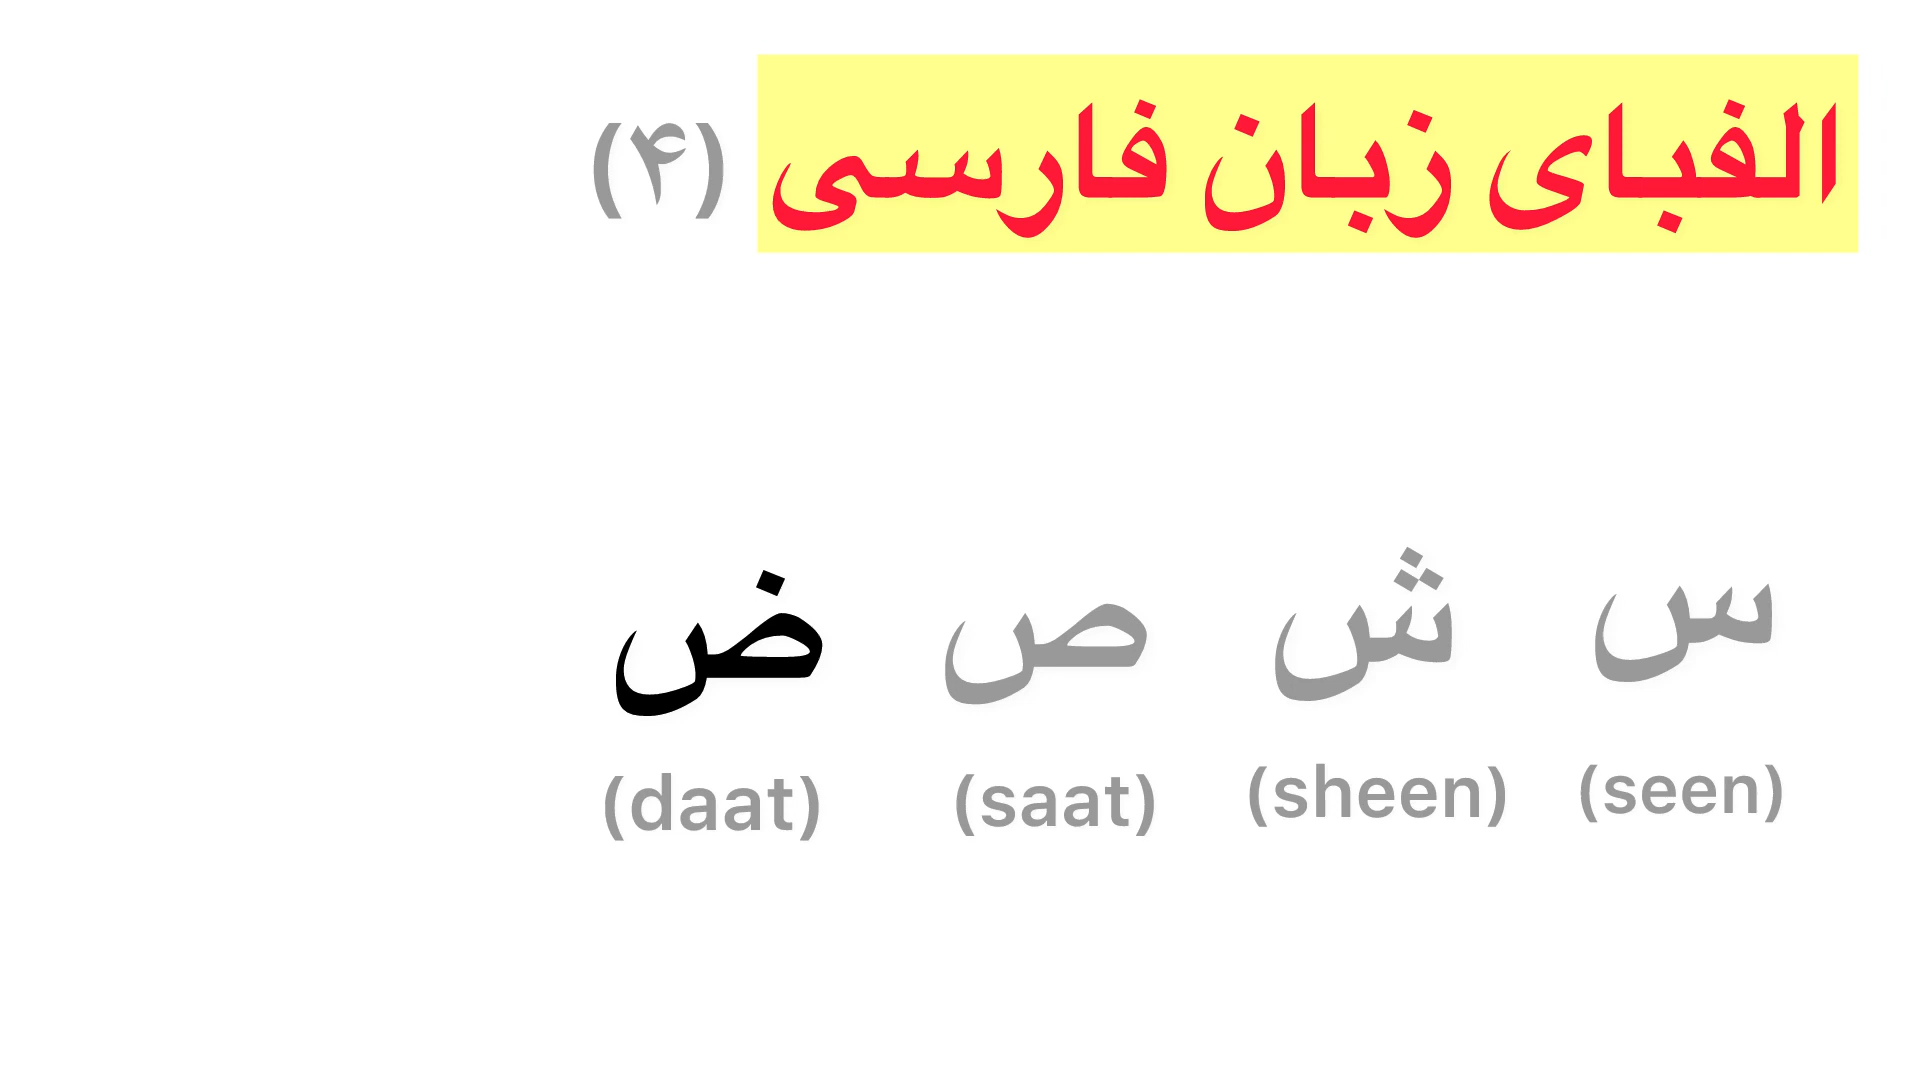 الفبای زبان فارسی (۴)
س ش ص ض
(seen) (sheen) (saat) (daat)